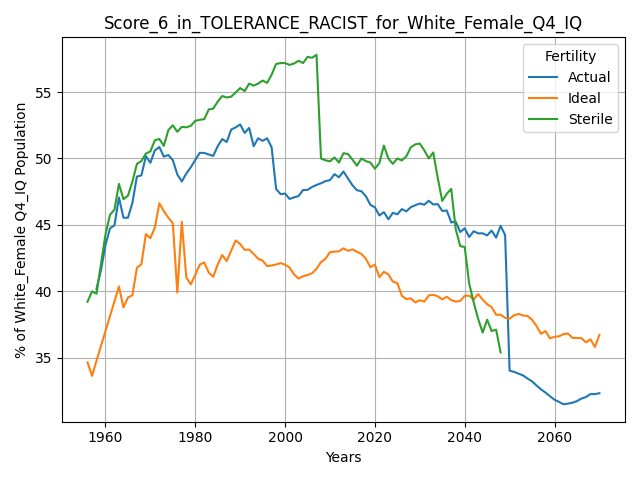 Score_6_in_TOLERANCE_RACIST_for_White_Female_Q4_IQ
% of White_Female Q4_IQ Population
55
50
45
40
35
Fertility
Actual
Ideal
Sterile
1960 1980 2000 2020 2040 2060
Years